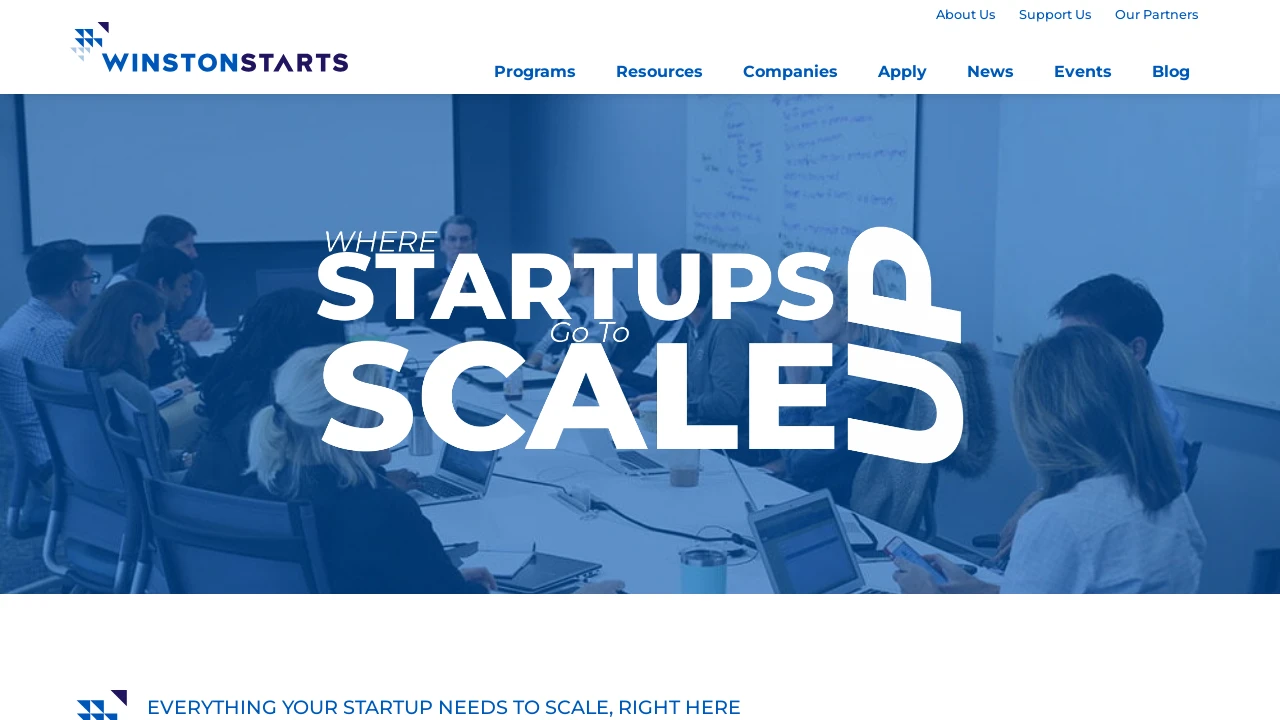 About Us Support Us Our Partners
WINSTONSTARTS
Programs Resources Companies Apply News Events Blog
WHERE
STARTUPS
Go To
SCALE UP
EVERYTHING YOUR STARTUP NEEDS TO SCALE, RIGHT HERE